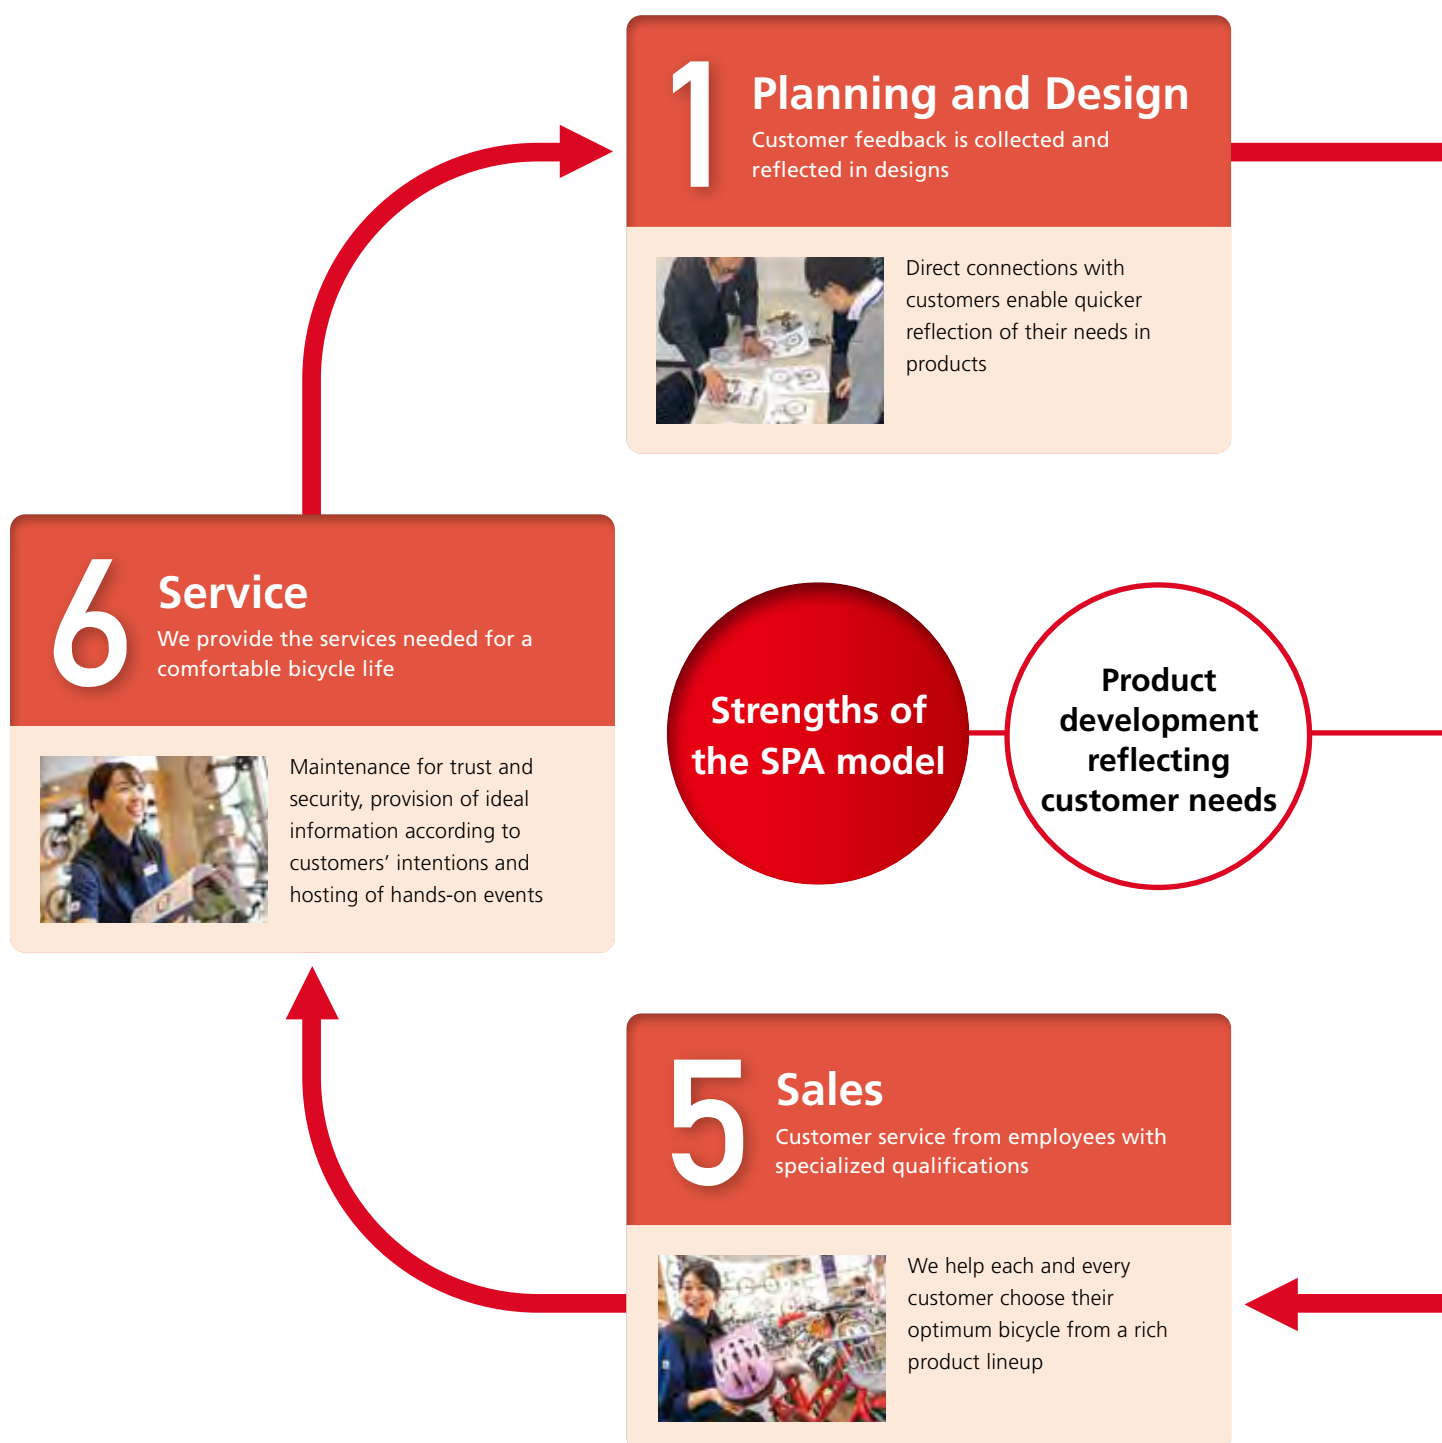 1
Planning and Design
Customer feedback is collected and
reflected in designs
Direct connections with
customers enable quicker
reflection of their needs in
products
6
Service
We provide the services needed for a
comfortable bicycle life
Maintenance for trust and
security, provision of ideal
information according to
customers’ intentions and
hosting of hands-on events
Strengths of
the SPA model
Product
development
reflecting
customer needs
5
Sales
Customer service from employees with
specialized qualifications
We help each and every
customer choose their
optimum bicycle from a rich
product lineup